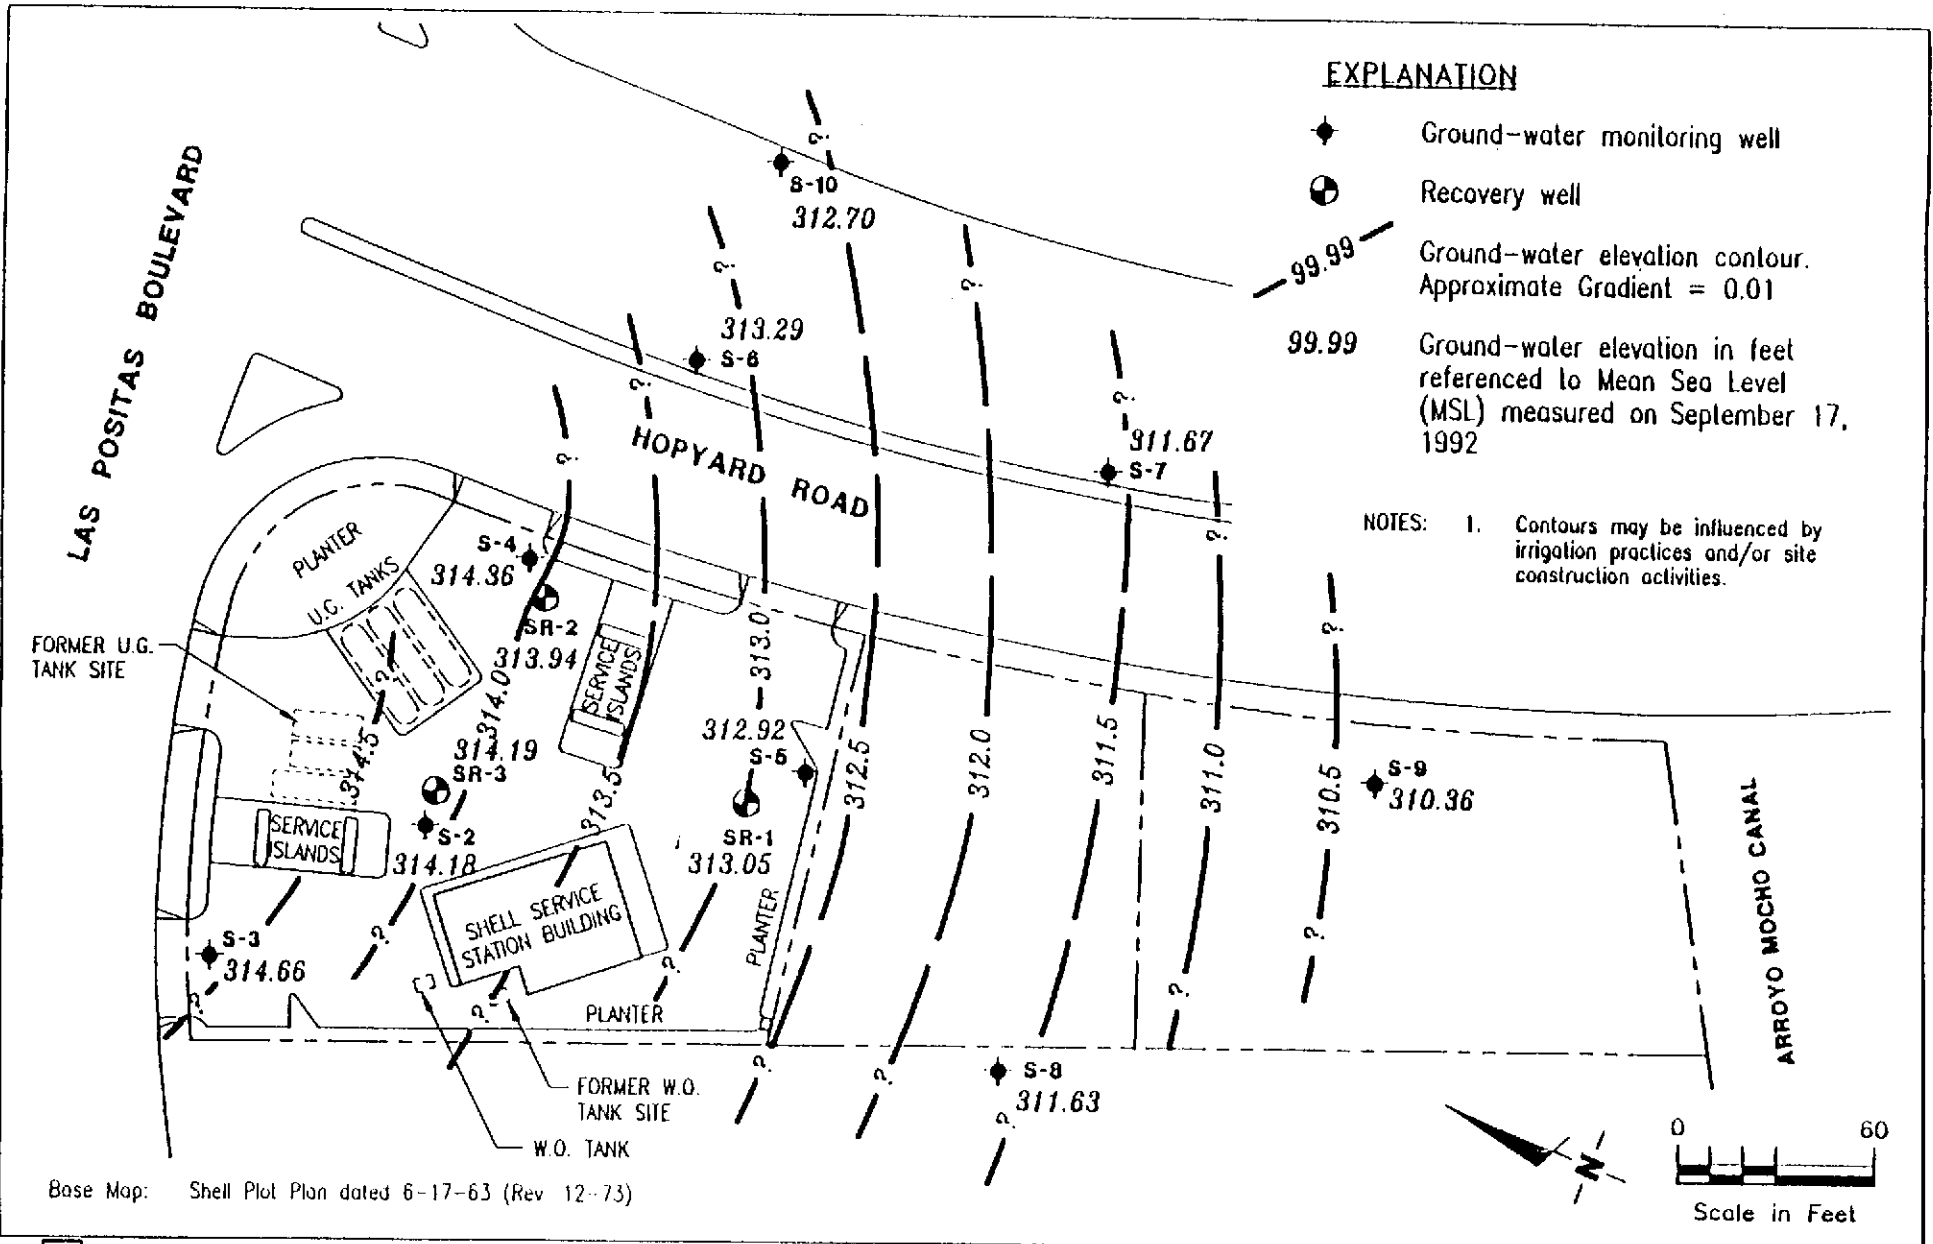 EXPLANATION
Ground-water monitoring well
Recovery well
99.99
Ground-water elevation contour.
Approximate Gradient = 0.01
99.99
Ground-water elevation in feet
referenced to Mean Sea Level
(MSL) measured on September 17,
1992
NOTES: 1. Contours may be influenced by
irrigation practices and/or site
construction activities.
LAS POSITAS BOULEVARD
HOPYARD ROAD
ARROYO MOCHO CANAL
?
S-10
312.70
?
?
313.29
S-6
?
?
?
311.67
S-7
?
?
?
S-4
314.36
SR-2
313.94
PLANTER
U.G. TANKS
FORMER U.G.
TANK SITE
SERVICE
ISLANDS
?
314.5
314.0
313.5
313.0
312.5
312.0
311.5
311.0
310.5
314.19
SR-3
S-2
314.18
312.92
S-5
SR-1
313.05
S-9
310.36
SERVICE
ISLANDS
SHELL SERVICE
STATION BUILDING
PLANTER
S-3
314.66
?
?
?
?
?
?
?
?
?
PLANTER
FORMER W.O.
TANK SITE
W.O. TANK
S-8
311.63
N
0 60
Scale in Feet
Base Map: Shell Plot Plan dated 6-17-63 (Rev 12-73)